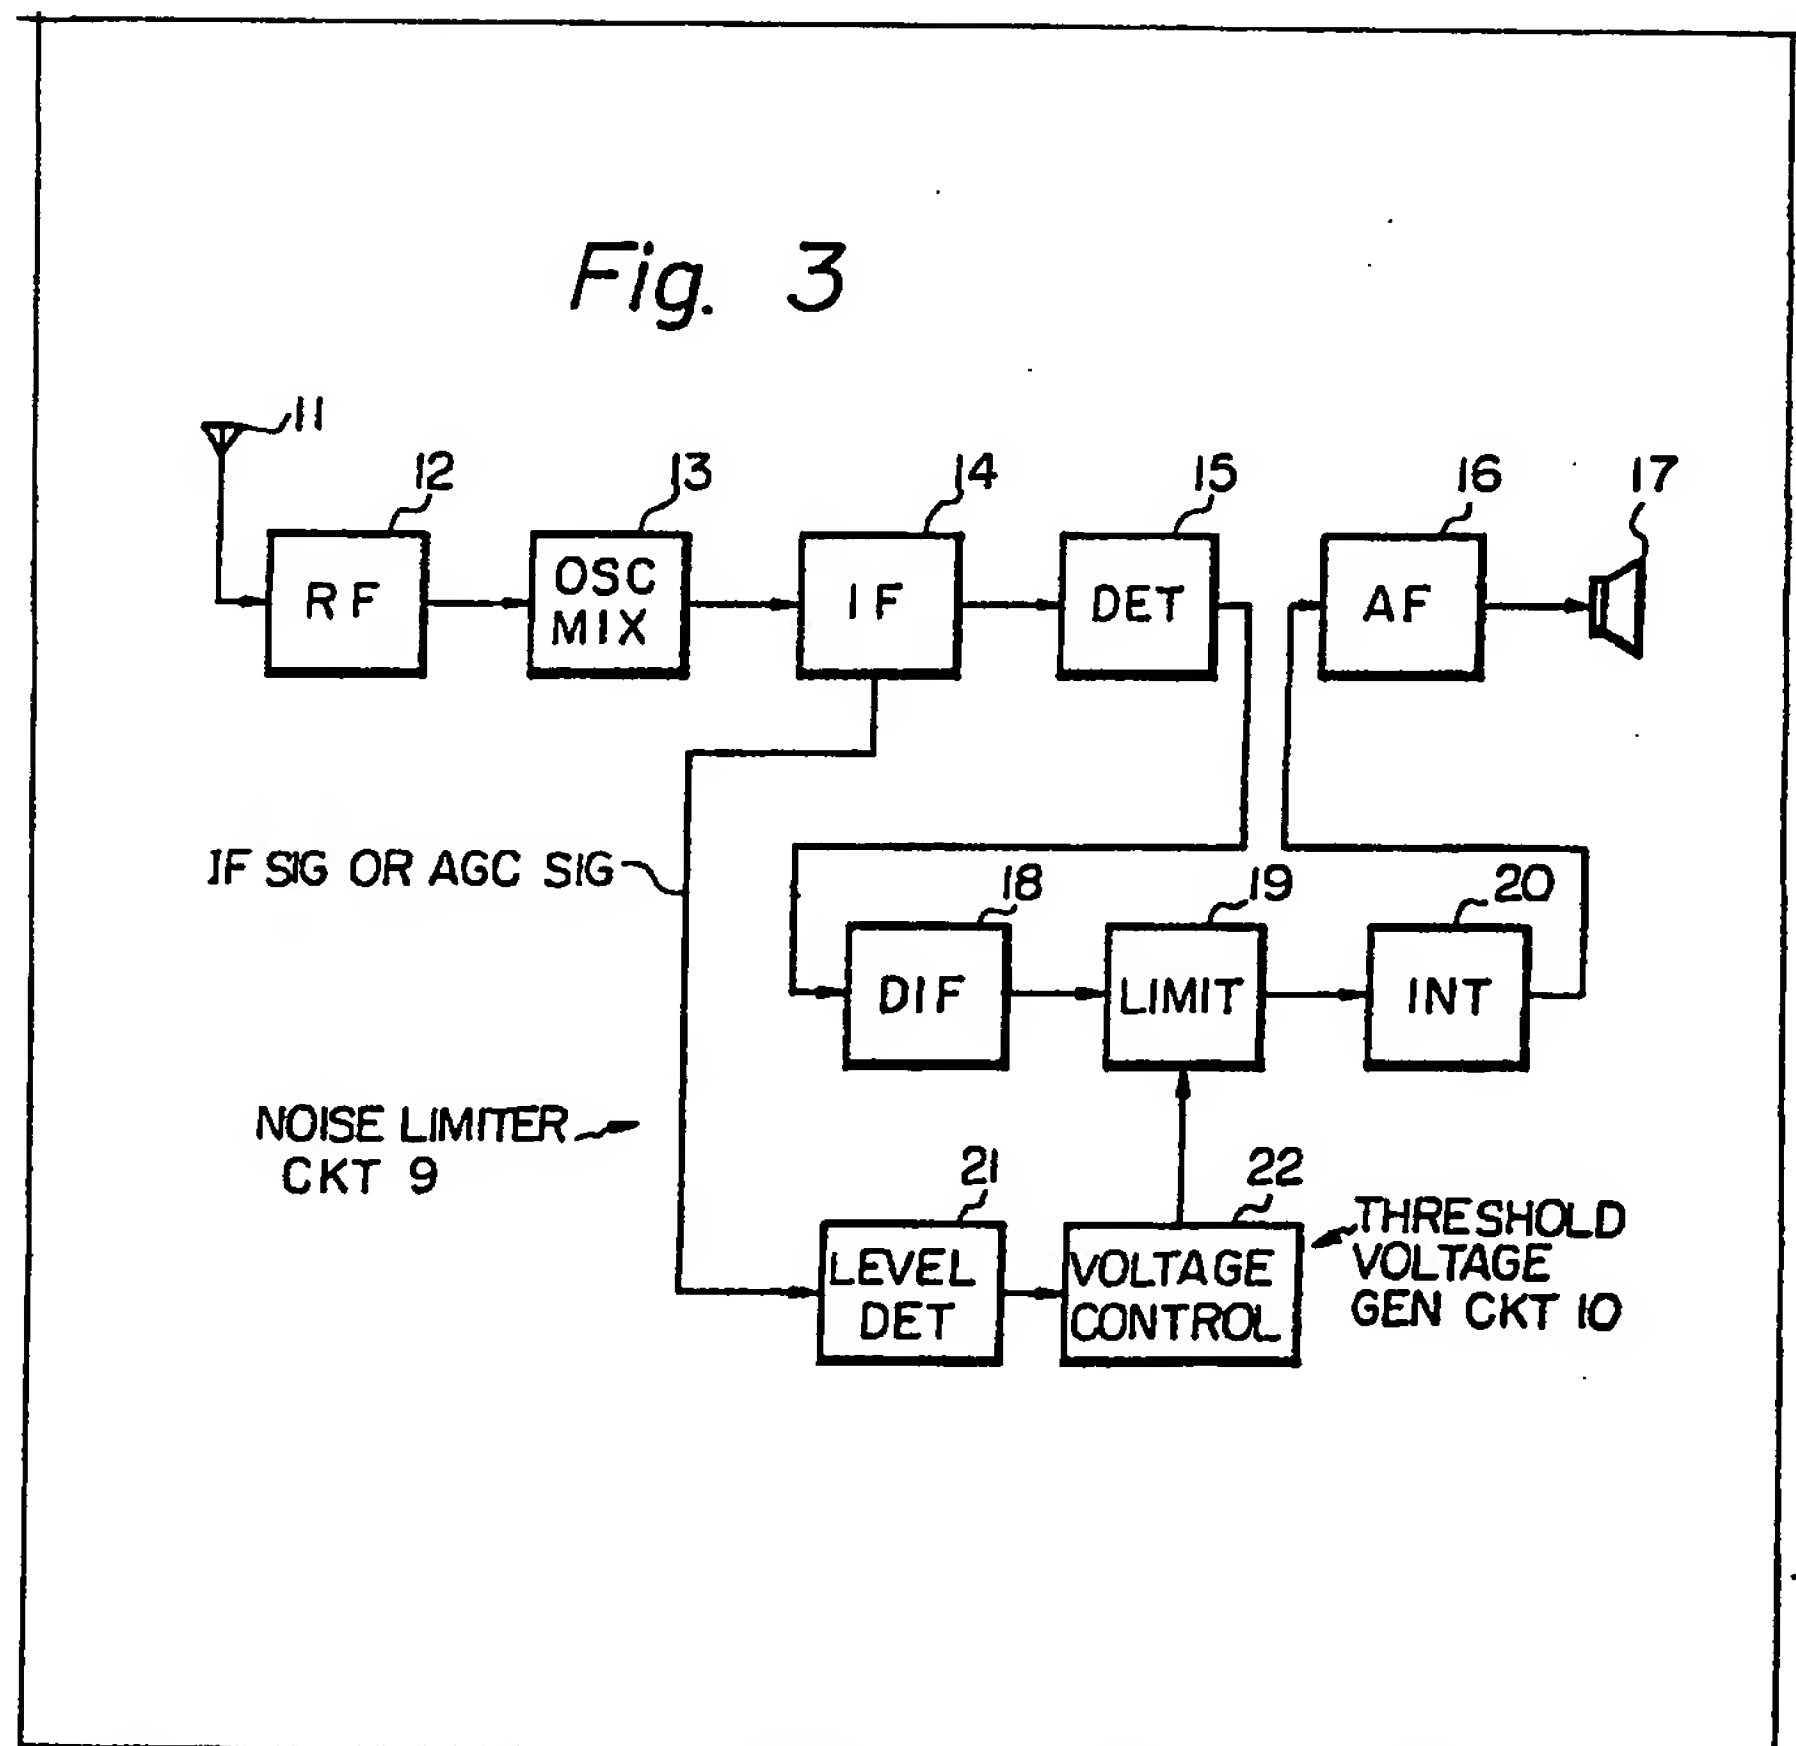 Fig. 3
11
12
13
14
15
16
17
RF
OSC
MIX
IF
DET
AF
IF SIG OR AGC SIG
18
19
20
DIF
LIMIT
INT
NOISE LIMITER
CKT 9
21
22
LEVEL
DET
VOLTAGE
CONTROL
THRESHOLD
VOLTAGE
GEN CKT 10